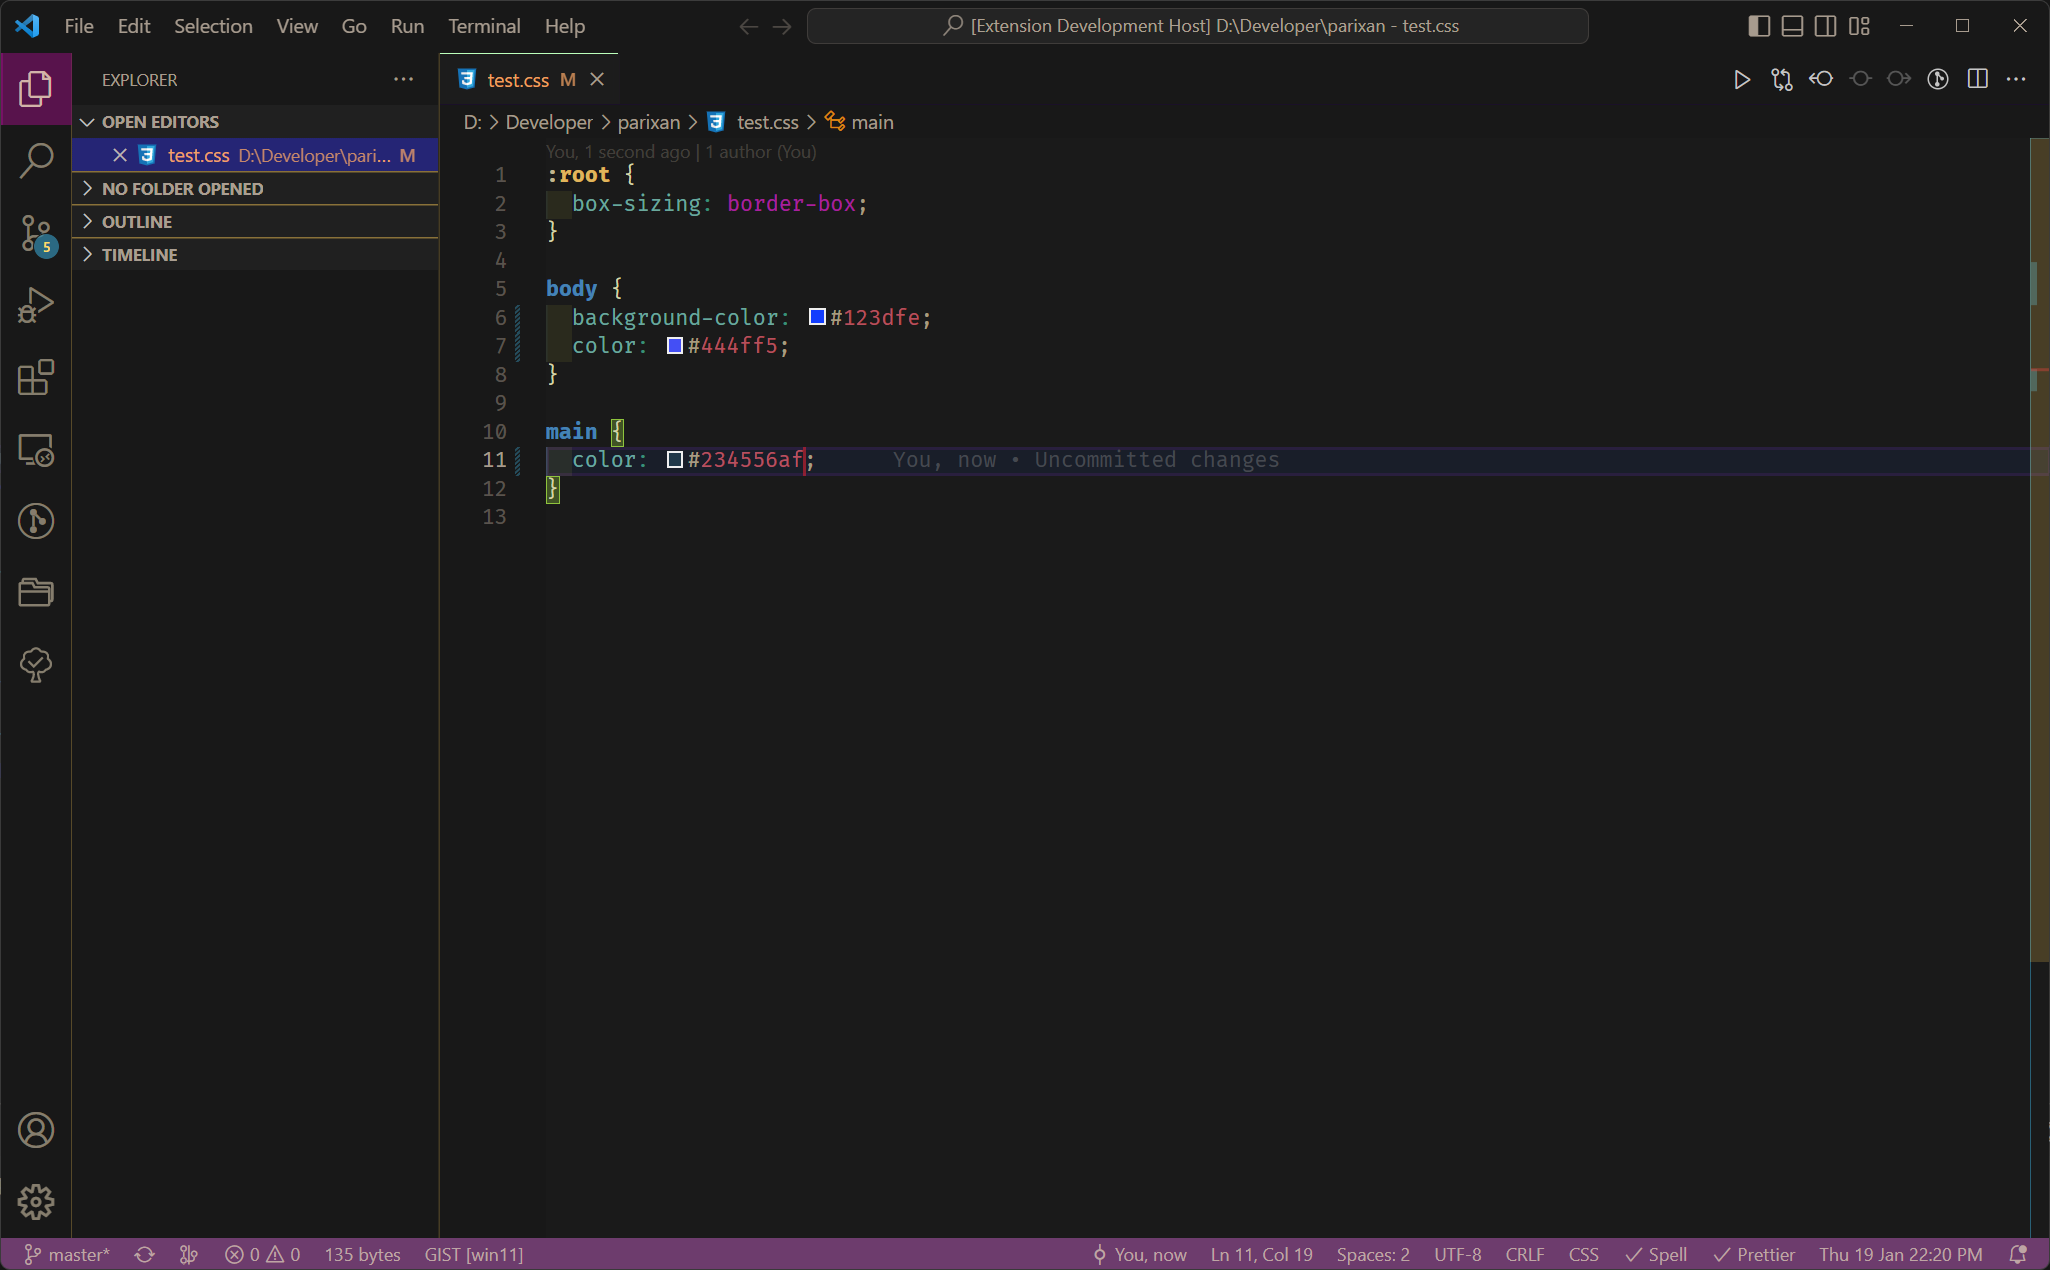 File Edit Selection View Go Run Terminal Help
[Extension Development Host] D:\Developer\parixan - test.css
EXPLORER
OPEN EDITORS
test.css D:\Developer\pari... M
NO FOLDER OPENED
OUTLINE
TIMELINE
5
test.css M
D: > Developer > parixan > test.css > main
You, 1 second ago | 1 author (You)
1 :root {
2 box-sizing: border-box;
3 }
4
5 body {
6 background-color: #123dfe;
7 color: #444ff5;
8 }
9
10 main {
11 color: #234556af; You, now • Uncommitted changes
12 }
13
master* 0 0 135 bytes GIST [win11] You, now Ln 11, Col 19 Spaces: 2 UTF-8 CRLF CSS Spell Prettier Thu 19 Jan 22:20 PM